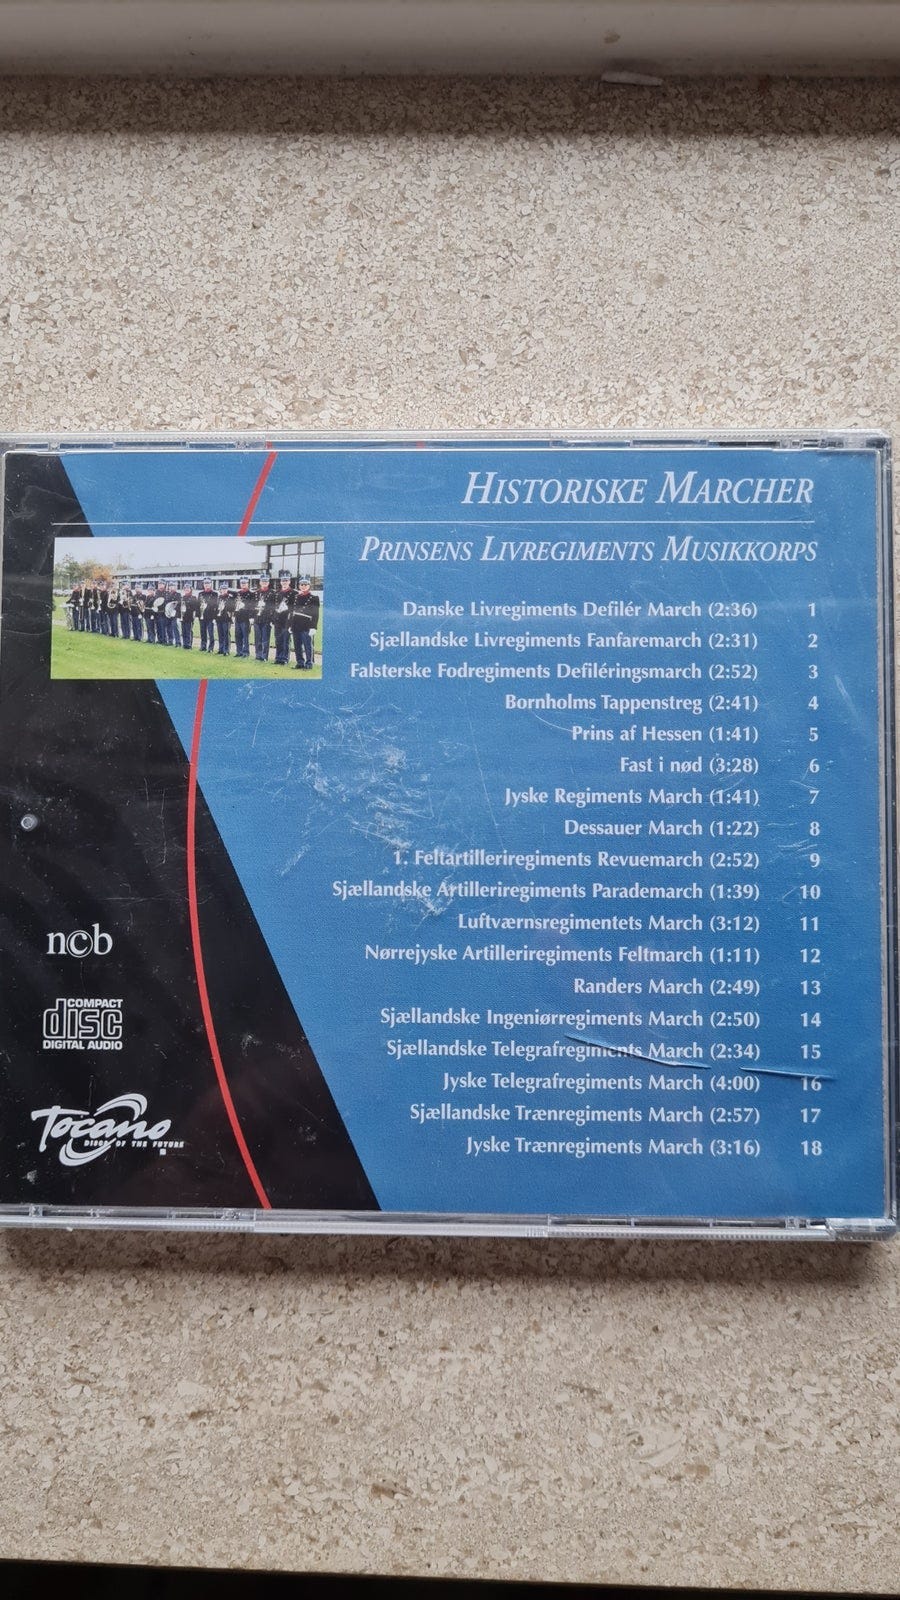 HISTORISKE MARCHER
PRINSENS LIVREGIMENTS MUSIKKORPS
Danske Livregiments Defilér March (2:36) 1
Sjællandske Livregiments Fanfaremarch (2:31) 2
Falsterske Fodregiments Defiléringsmarch (2:52) 3
Bornholms Tappenstreg (2:41) 4
Prins af Hessen (1:41) 5
Fast i nød (3:28) 6
Jyske Regiments March (1:41) 7
Dessauer March (1:22) 8
1. Feltartilleriregiments Revuemarch (2:52) 9
Sjællandske Artilleriregiments Parademarch (1:39) 10
Luftværnsregimentets March (3:12) 11
Nørrejyske Artilleriregiments Feltmarch (1:11) 12
Randers March (2:49) 13
Sjællandske Ingeniørregiments March (2:50) 14
Sjællandske Telegrafregiments March (2:34) 15
Jyske Telegrafregiments March (4:00) 16
Sjællandske Trænregiments March (2:57) 17
Jyske Trænregiments March (3:16) 18
ncb
COMPACT
disc
DIGITAL AUDIO
Tocano
DISCS OF THE FUTURE